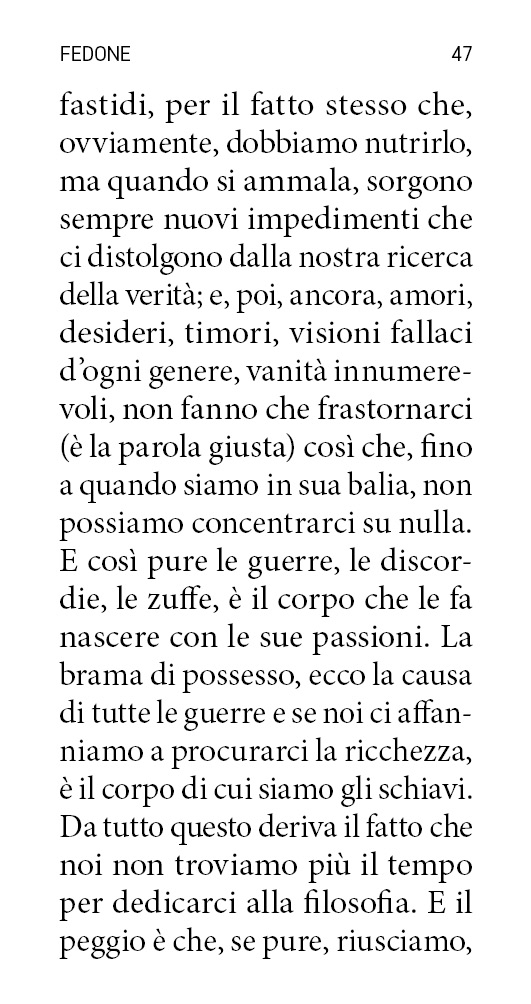 FEDONE 47
fastidi, per il fatto stesso che,
ovviamente, dobbiamo nutrirlo,
ma quando si ammala, sorgono
sempre nuovi impedimenti che
ci distolgono dalla nostra ricerca
della verità; e, poi, ancora, amori,
desideri, timori, visioni fallaci
d’ogni genere, vanità innumere-
voli, non fanno che frastornarci
(è la parola giusta) così che, fino
a quando siamo in sua balia, non
possiamo concentrarci su nulla.
E così pure le guerre, le discor-
die, le zuffe, è il corpo che le fa
nascere con le sue passioni. La
brama di possesso, ecco la causa
di tutte le guerre e se noi ci affan-
niamo a procurarci la ricchezza,
è il corpo di cui siamo gli schiavi.
Da tutto questo deriva il fatto che
noi non troviamo più il tempo
per dedicarci alla filosofia. E il
peggio è che, se pure, riusciamo,